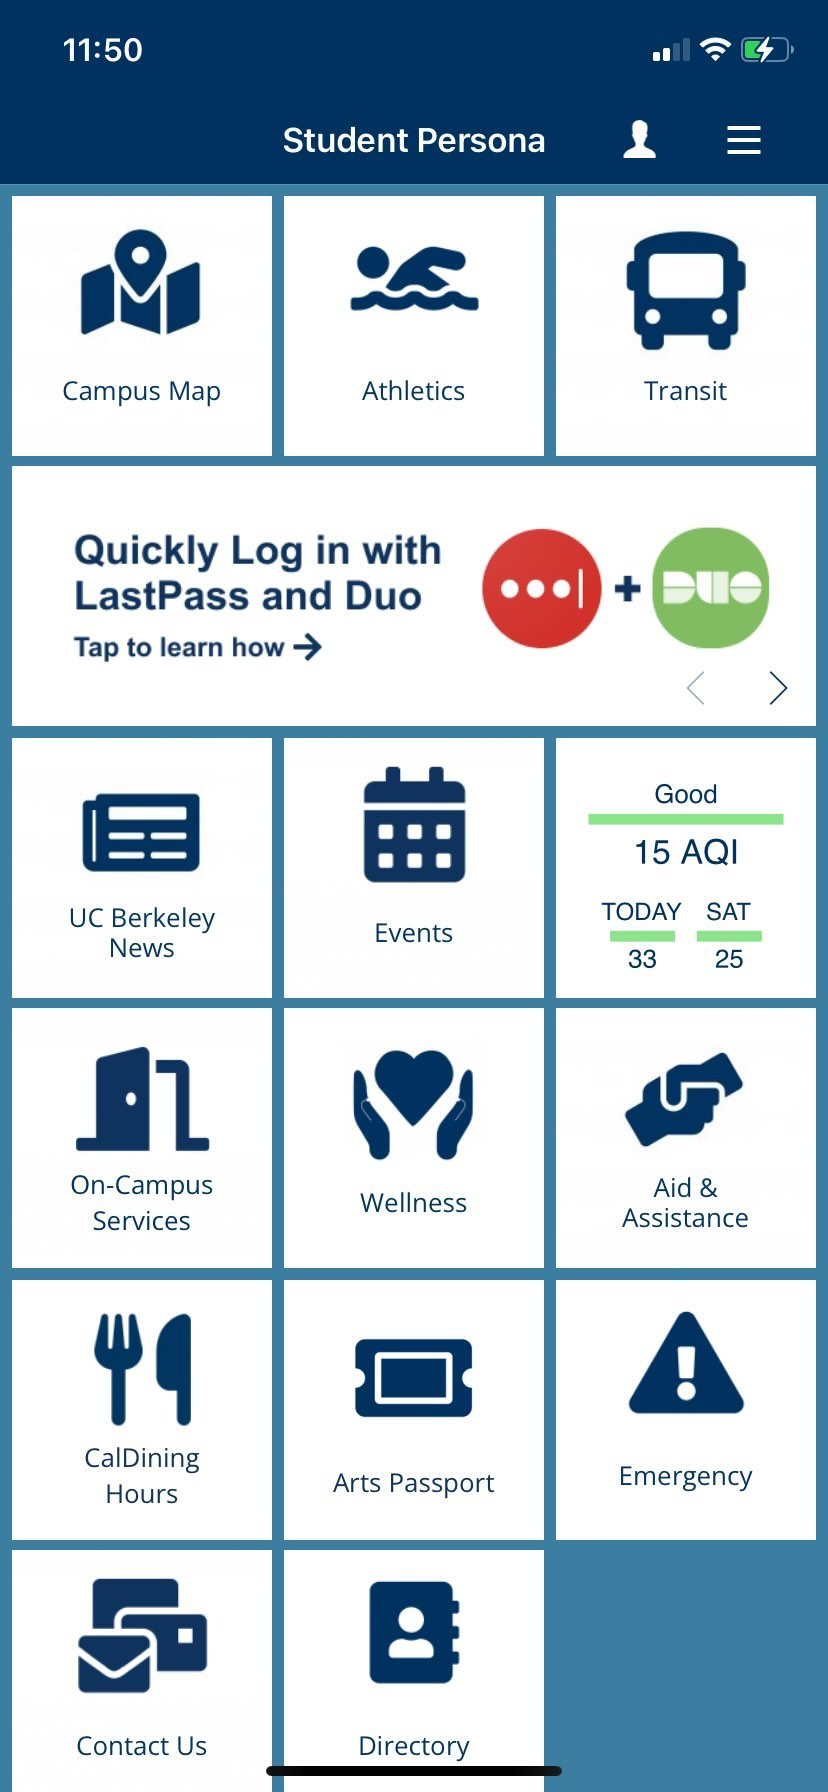 11:50
Student Persona
Campus Map
Athletics
Transit
Quickly Log in with
LastPass and Duo
Tap to learn how →
DUO
UC Berkeley
News
Events
Good
15 AQI
TODAY SAT
33 25
On-Campus
Services
Wellness
Aid &
Assistance
CalDining
Hours
Arts Passport
Emergency
Contact Us
Directory